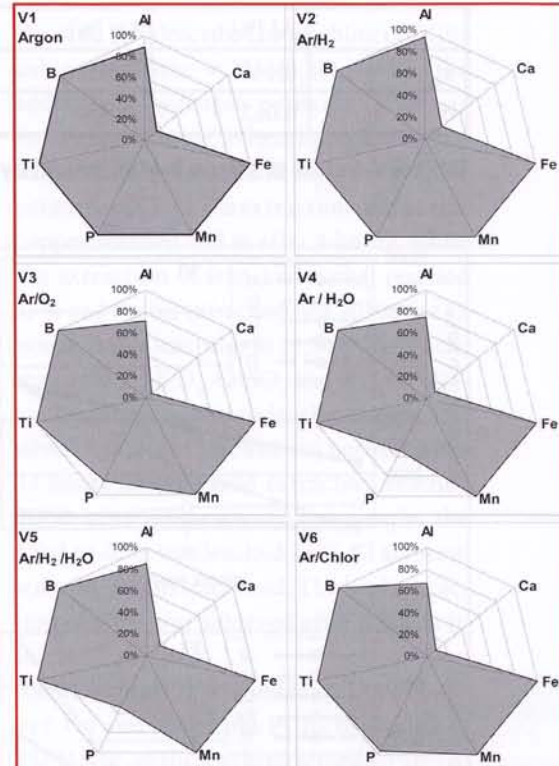 V1
Argon
Al
100%
80%
60%
40%
20%
0%
B
Ca
Ti
Fe
P
Mn
V2
Ar/H₂
Al
100%
80%
60%
40%
20%
0%
B
Ca
Ti
Fe
P
Mn
V3
Ar/O₂
Al
100%
80%
60%
40%
20%
0%
B
Ca
Ti
Fe
P
Mn
V4
Ar / H₂O
Al
100%
80%
60%
40%
20%
0%
B
Ca
Ti
Fe
P
Mn
V5
Ar/H₂ /H₂O
Al
100%
80%
60%
40%
20%
0%
B
Ca
Ti
Fe
P
Mn
V6
Ar/Chlor
Al
100%
80%
60%
40%
20%
0%
B
Ca
Ti
Fe
P
Mn